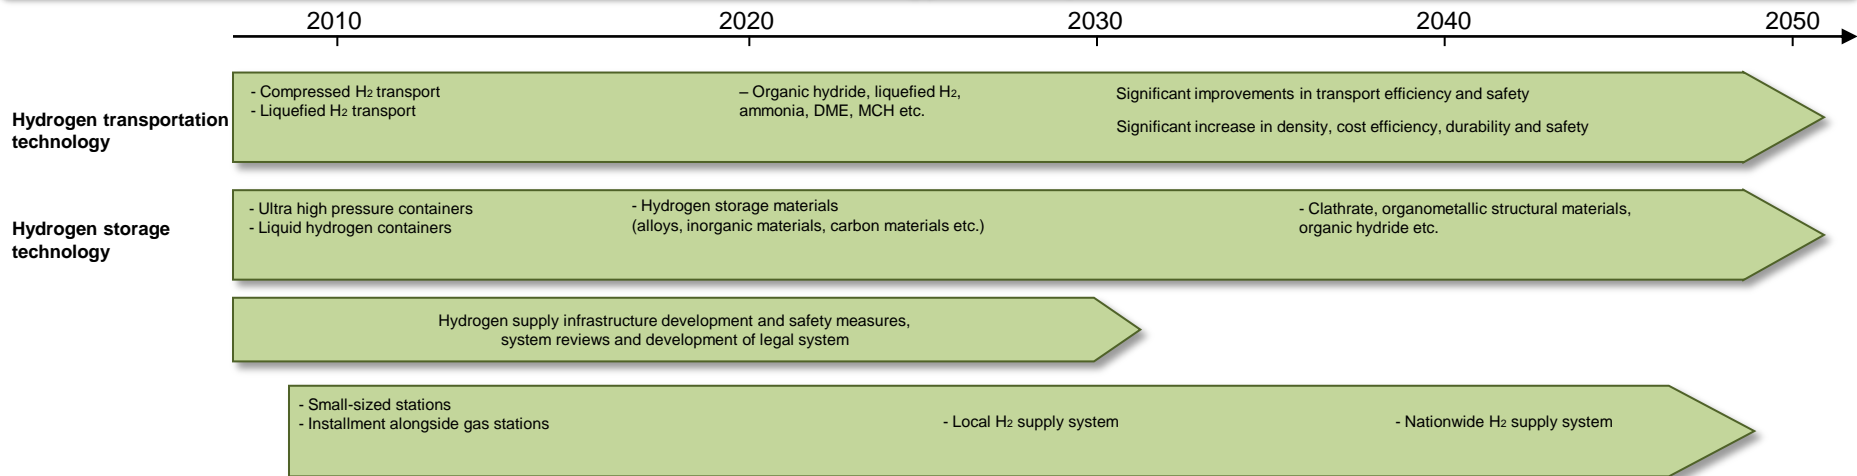 2010 2020 2030 2040 2050
Hydrogen transportation
technology
- Compressed H2 transport
- Liquefied H2 transport
– Organic hydride, liquefied H2,
ammonia, DME, MCH etc.
Significant improvements in transport efficiency and safety
Significant increase in density, cost efficiency, durability and safety
Hydrogen storage
technology
- Ultra high pressure containers
- Liquid hydrogen containers
- Hydrogen storage materials
(alloys, inorganic materials, carbon materials etc.)
- Clathrate, organometallic structural materials,
organic hydride etc.
Hydrogen supply infrastructure development and safety measures,
system reviews and development of legal system
- Small-sized stations
- Installment alongside gas stations
- Local H2 supply system
- Nationwide H2 supply system